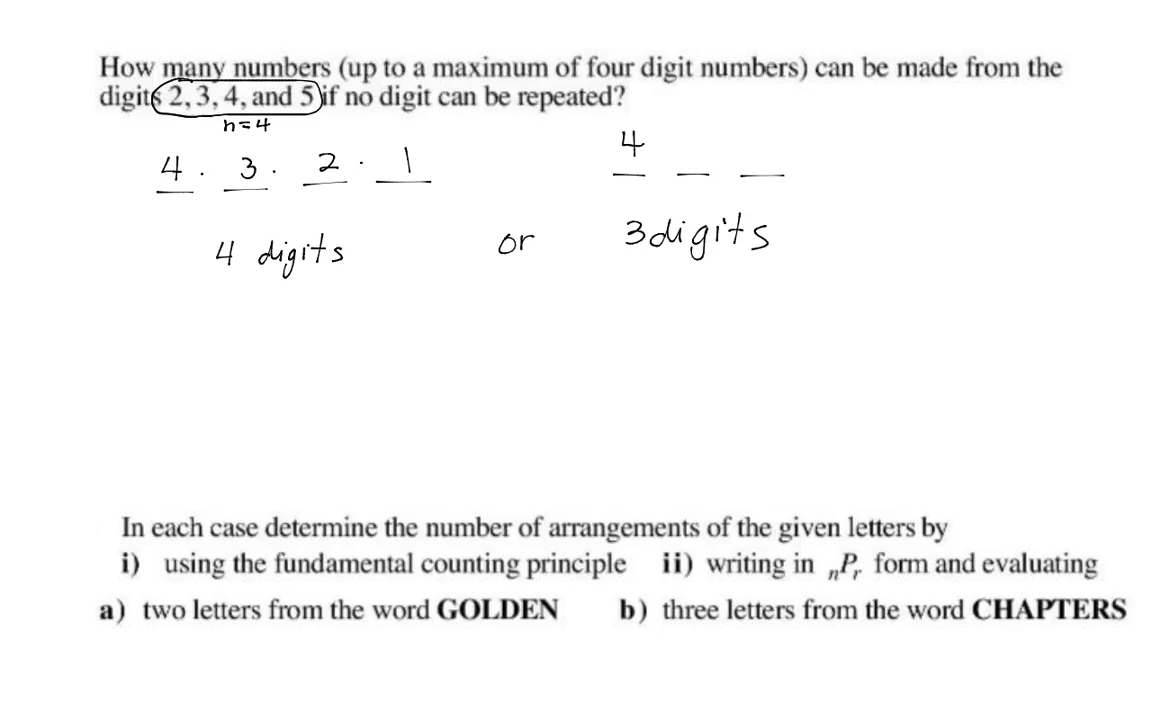 How many numbers (up to a maximum of four digit numbers) can be made from the
digits 2, 3, 4, and 5 if no digit can be repeated?
n=4
4 · 3 · 2 · 1
4
4 digits or 3 digits
In each case determine the number of arrangements of the given letters by
i) using the fundamental counting principle ii) writing in nPr form and evaluating
a) two letters from the word GOLDEN b) three letters from the word CHAPTERS